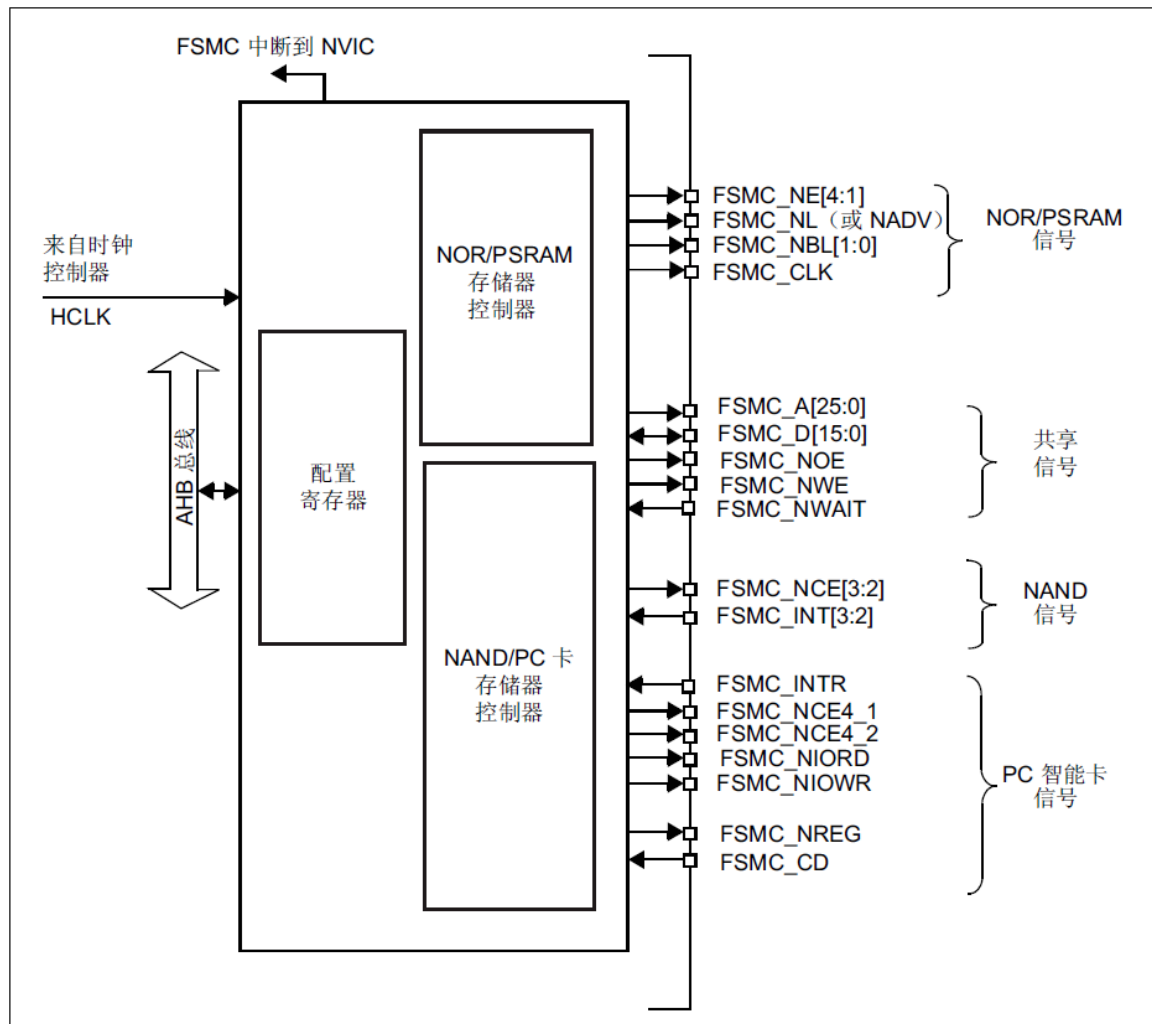 FSMC 中断到 NVIC
来自时钟
控制器
HCLK
AHB 总线
配置
寄存器
NOR/PSRAM
存储器
控制器
NAND/PC 卡
存储器
控制器
FSMC_NE[4:1]
FSMC_NL（或 NADV）
FSMC_NBL[1:0]
FSMC_CLK
NOR/PSRAM
信号
FSMC_A[25:0]
FSMC_D[15:0]
FSMC_NOE
FSMC_NWE
FSMC_NWAIT
共享
信号
FSMC_NCE[3:2]
FSMC_INT[3:2]
NAND
信号
FSMC_INTR
FSMC_NCE4_1
FSMC_NCE4_2
FSMC_NIORD
FSMC_NIOWR
FSMC_NREG
FSMC_CD
PC 智能卡
信号